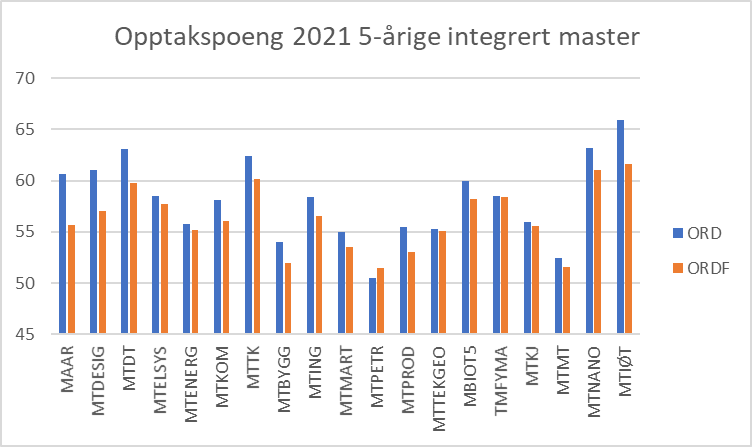 Opptakspoeng 2021 5-årige integrert master
70
65
60
55
50
45
ORD
ORDF
MAAR
MTDESIG
MTDT
MTELSYS
MTENERG
MTKOM
MTTK
MTBYGG
MTING
MTMART
MTPETR
MTPROD
MTTEKGEO
MBIOT5
TMFYMA
MTKJ
MTMT
MTNANO
MTIØT